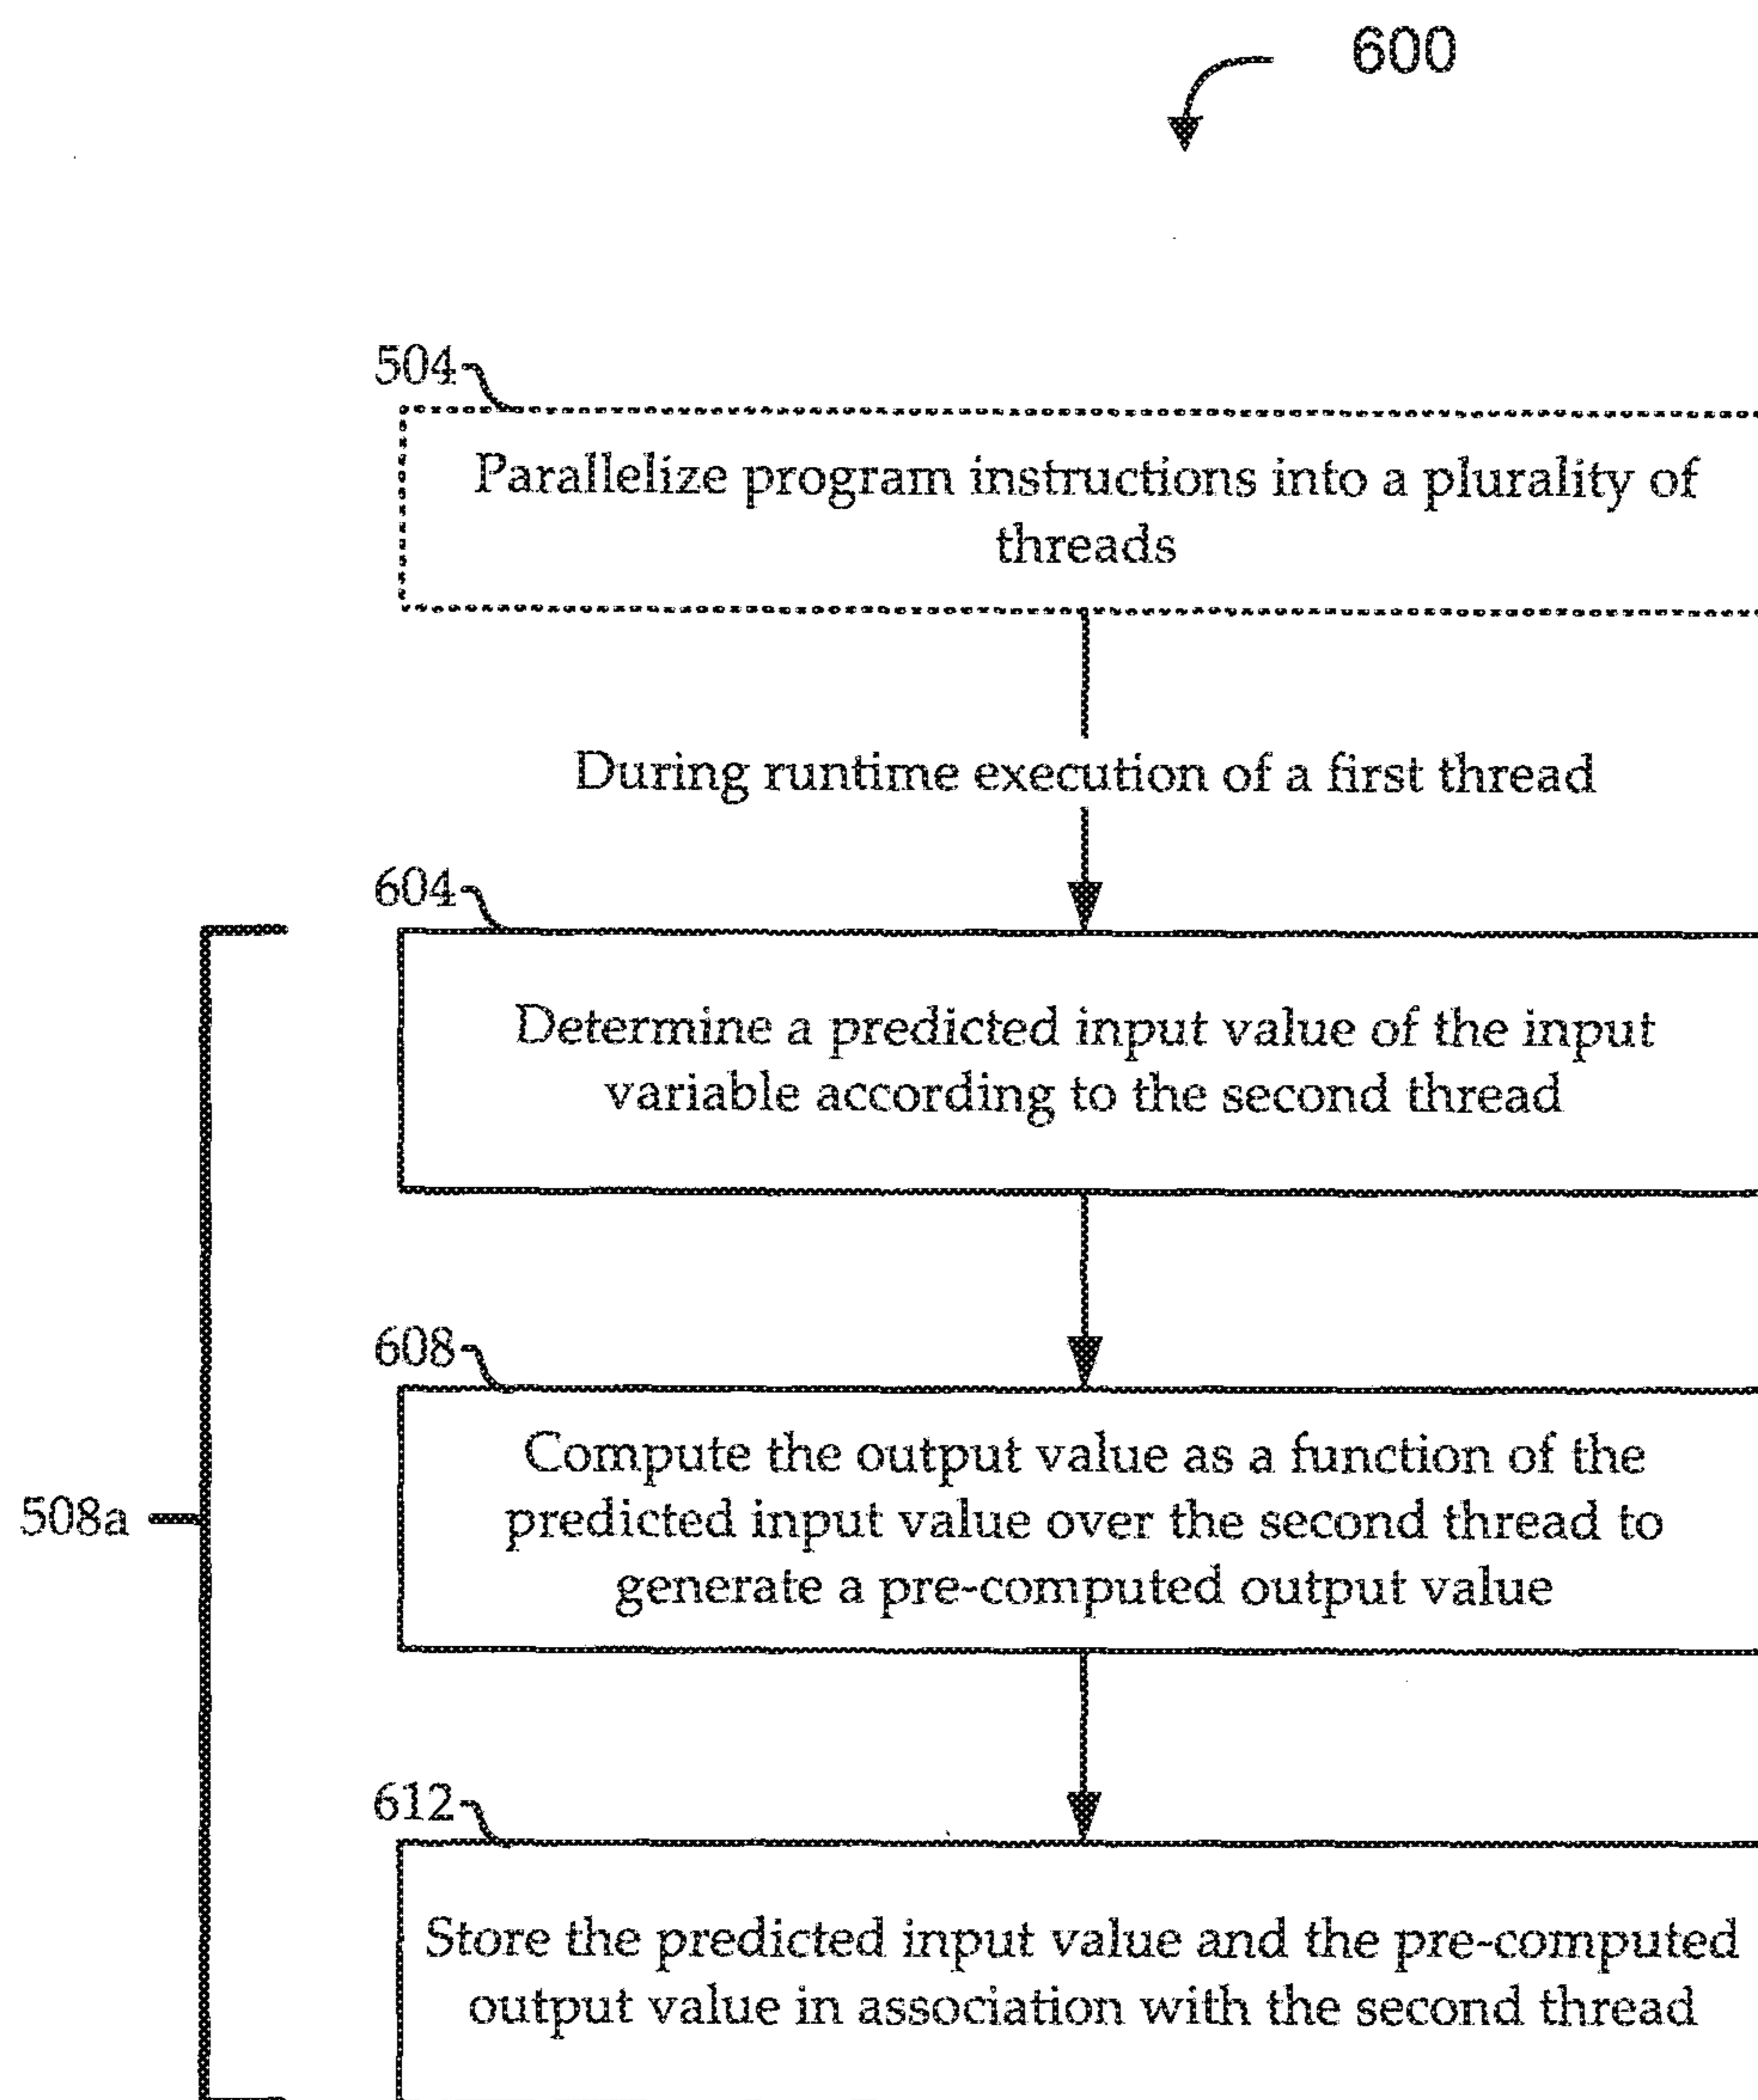 600
504
Parallelize program instructions into a plurality of
threads
During runtime execution of a first thread
604
Determine a predicted input value of the input
variable according to the second thread
608
Compute the output value as a function of the
predicted input value over the second thread to
generate a pre-computed output value
508a
612
Store the predicted input value and the pre-computed
output value in association with the second thread